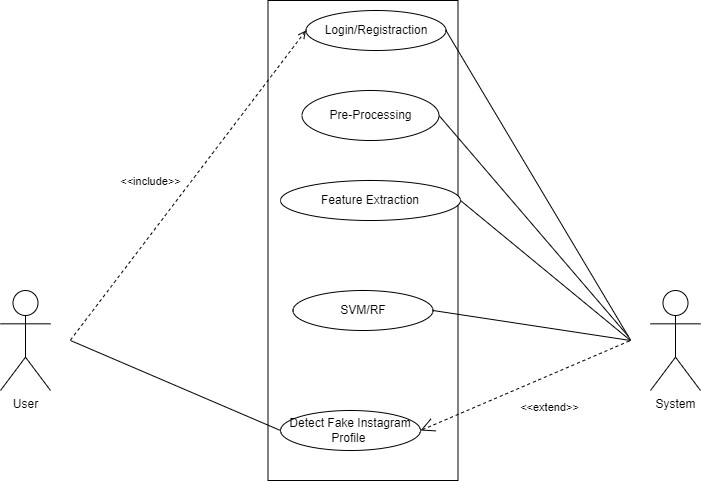 Login/Registraction
Pre-Processing
<<include>>
Feature Extraction
SVM/RF
User
System
<<extend>>
Detect Fake Instagram
Profile